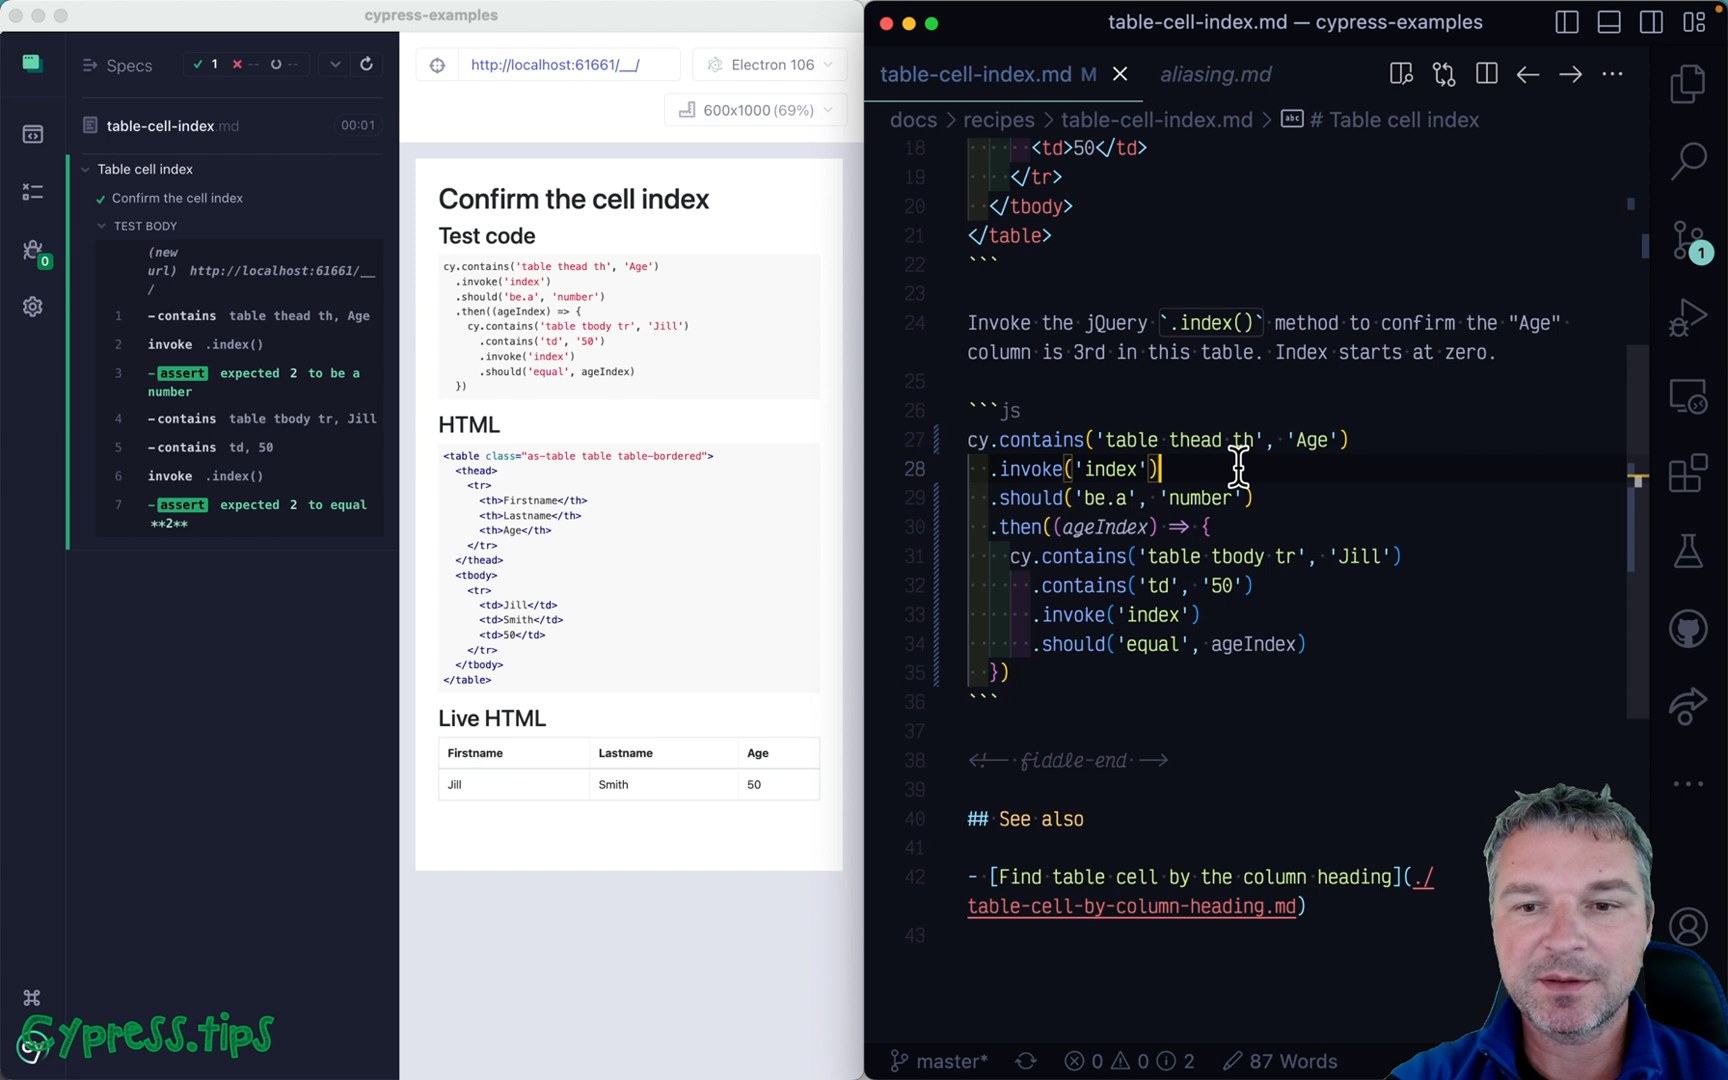 cypress-examples
Specs
1
--
--
table-cell-index.md
00:01
Table cell index
Confirm the cell index
TEST BODY
(new
url) http://localhost:61661/__
/
1 -contains table thead th, Age
2 invoke .index()
3 -assert expected 2 to be a
number
4 -contains table tbody tr, Jill
5 -contains td, 50
6 invoke .index()
7 -assert expected 2 to equal
**2**
0
Cypress.tips
http://localhost:61661/__/
Electron 106
600x1000 (69%)
Confirm the cell index
Test code
cy.contains('table thead th', 'Age')
.invoke('index')
.should('be.a', 'number')
.then((ageIndex) => {
cy.contains('table tbody tr', 'Jill')
.contains('td', '50')
.invoke('index')
.should('equal', ageIndex)
})
HTML
<table class="as-table table table-bordered">
<thead>
<tr>
<th>Firstname</th>
<th>Lastname</th>
<th>Age</th>
</tr>
</thead>
<tbody>
<tr>
<td>Jill</td>
<td>Smith</td>
<td>50</td>
</tr>
</tbody>
</table>
Live HTML
Firstname Lastname Age
Jill Smith 50
table-cell-index.md — cypress-examples
table-cell-index.md M
aliasing.md
docs > recipes > table-cell-index.md > # Table cell index
18 <td>50</td>
19 </tr>
20 </tbody>
21 </table>
22 ```
23
24 Invoke the jQuery `.index()` method to confirm the "Age"
column is 3rd in this table. Index starts at zero.
25
26 ```js
27 cy.contains('table thead th', 'Age')
28 .invoke('index')
29 .should('be.a', 'number')
30 .then((ageIndex) => {
31 cy.contains('table tbody tr', 'Jill')
32 .contains('td', '50')
33 .invoke('index')
34 .should('equal', ageIndex)
35 })
36 ```
37
38 <!-- fiddle-end -->
39
40 ## See also
41
42 - [Find table cell by the column heading](./
table-cell-by-column-heading.md)
43
1
master*
0
0
2
87 Words